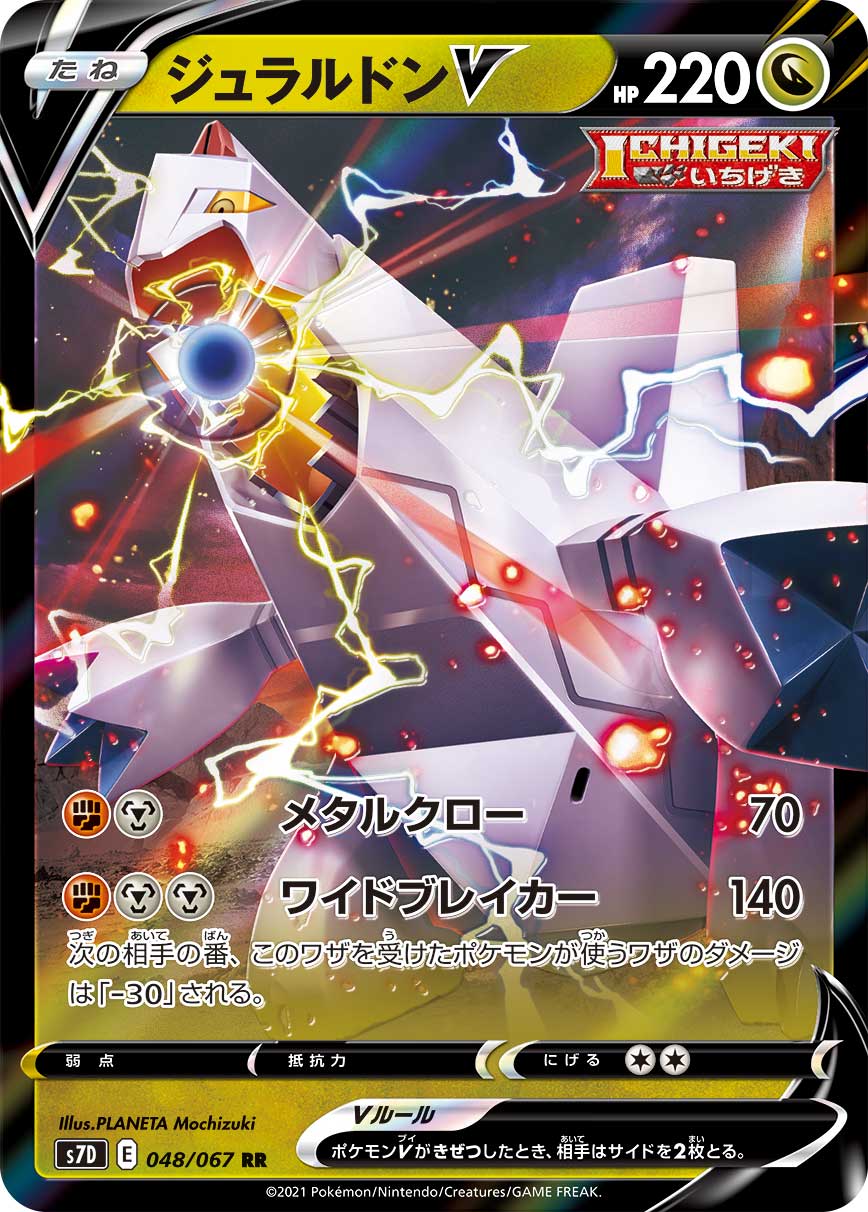 たね ジュラルドンV HP 220
ICHIGEKI
いちげき
メタルクロー 70
ワイドブレイカー 140
次の相手の番、このワザを受けたポケモンが使うワザのダメージ
は「-30」される。
弱点 抵抗力 にげる
Illus.PLANETA Mochizuki
Vルール
ポケモンVがきぜつしたとき、相手はサイドを2枚とる。
s7D E 048/067 RR
©2021 Pokémon/Nintendo/Creatures/GAME FREAK.